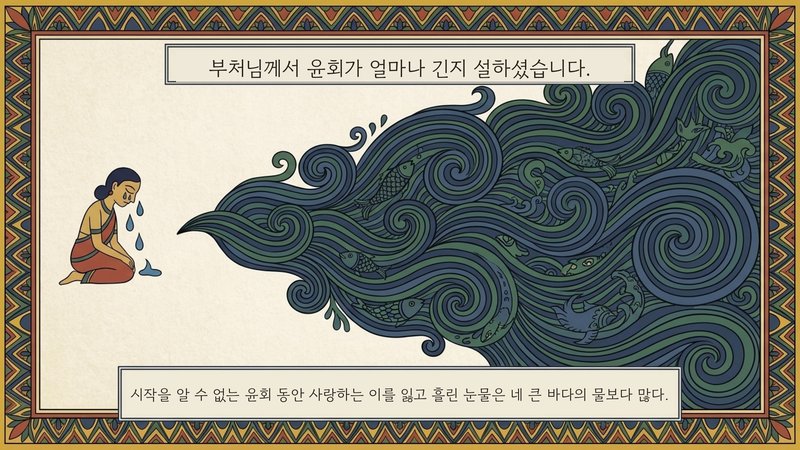 부처님께서 윤회가 얼마나 긴지 설하셨습니다.
시작을 알 수 없는 윤회 동안 사랑하는 이를 잃고 흘린 눈물은 네 큰 바다의 물보다 많다.